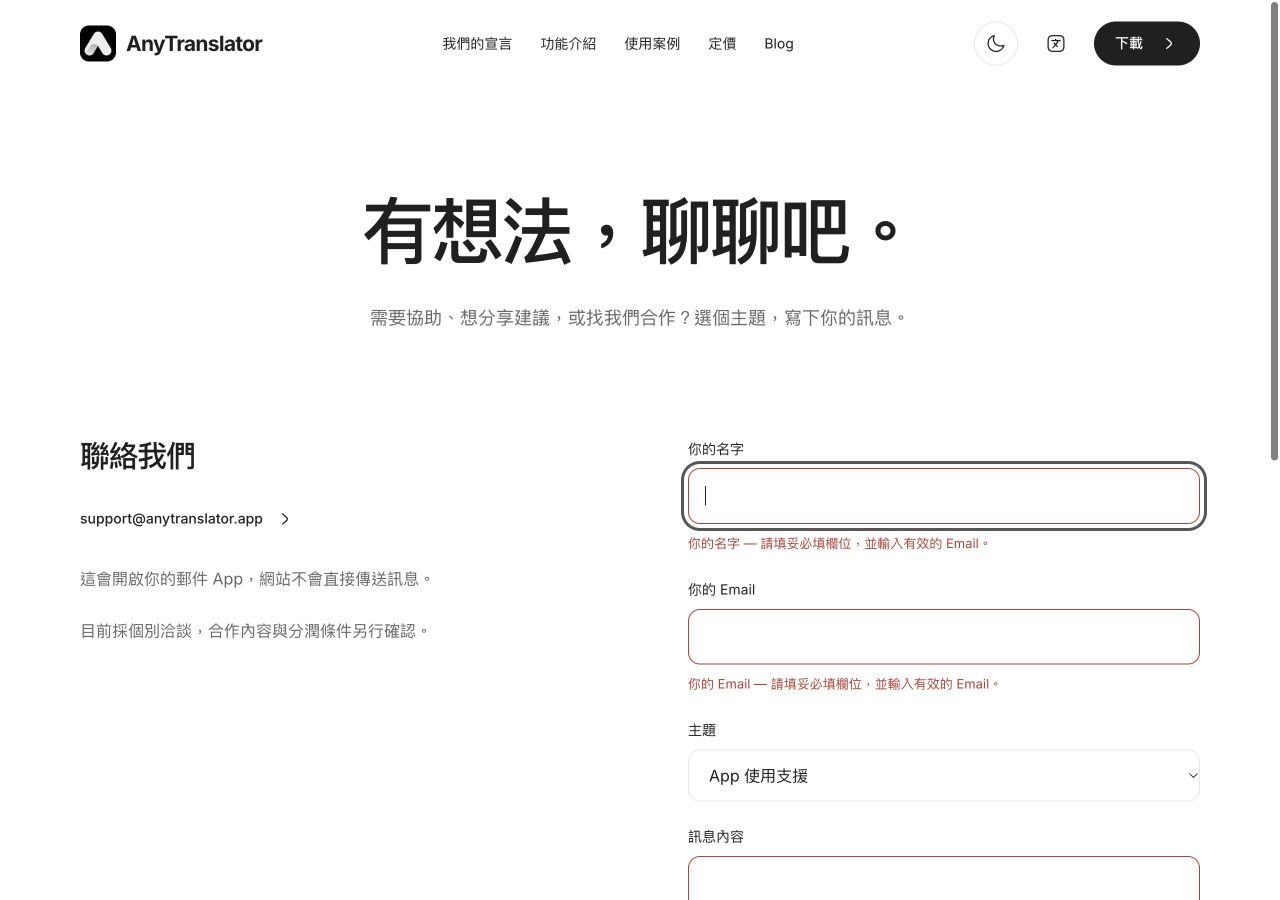 AnyTranslator
我們的宣言
功能介紹
使用案例
定價
Blog
下載
有想法，聊聊吧。
需要協助、想分享建議，或找我們合作？選個主題，寫下你的訊息。
聯絡我們
support@anytranslator.app
這會開啟你的郵件 App，網站不會直接傳送訊息。
目前採個別洽談，合作內容與分潤條件另行確認。
你的名字
你的名字 — 請填妥必填欄位，並輸入有效的 Email。
你的 Email
你的 Email — 請填妥必填欄位，並輸入有效的 Email。
主題
App 使用支援
訊息內容